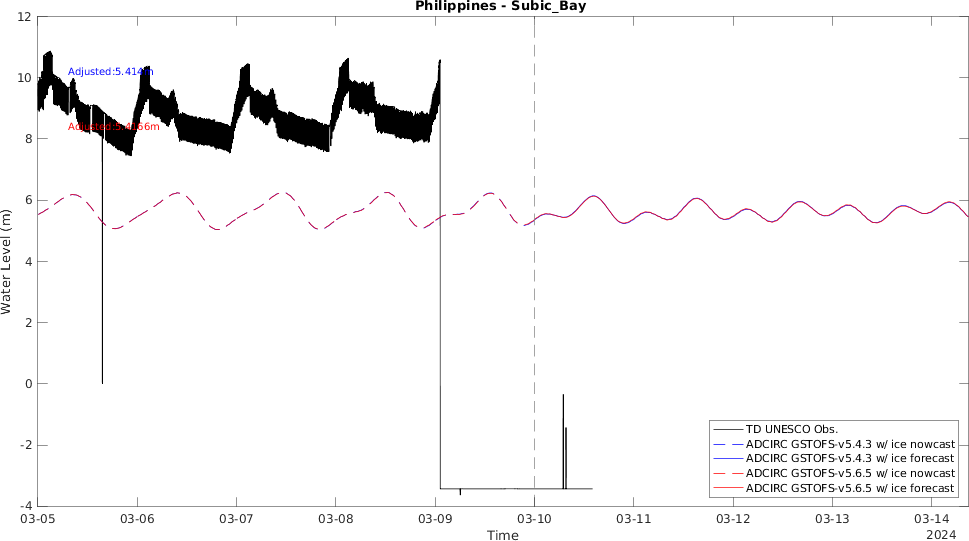 Philippines - Subic_Bay
12
10
8
6
4
2
0
-2
-4
Water Level (m)
Adjusted:5.414m
Adjusted:5.4166m
TD UNESCO Obs.
ADCIRC GSTOFS-v5.4.3 w/ ice nowcast
ADCIRC GSTOFS-v5.4.3 w/ ice forecast
ADCIRC GSTOFS-v5.6.5 w/ ice nowcast
ADCIRC GSTOFS-v5.6.5 w/ ice forecast
03-05 03-06 03-07 03-08 03-09 03-10 03-11 03-12 03-13 03-14
Time 2024